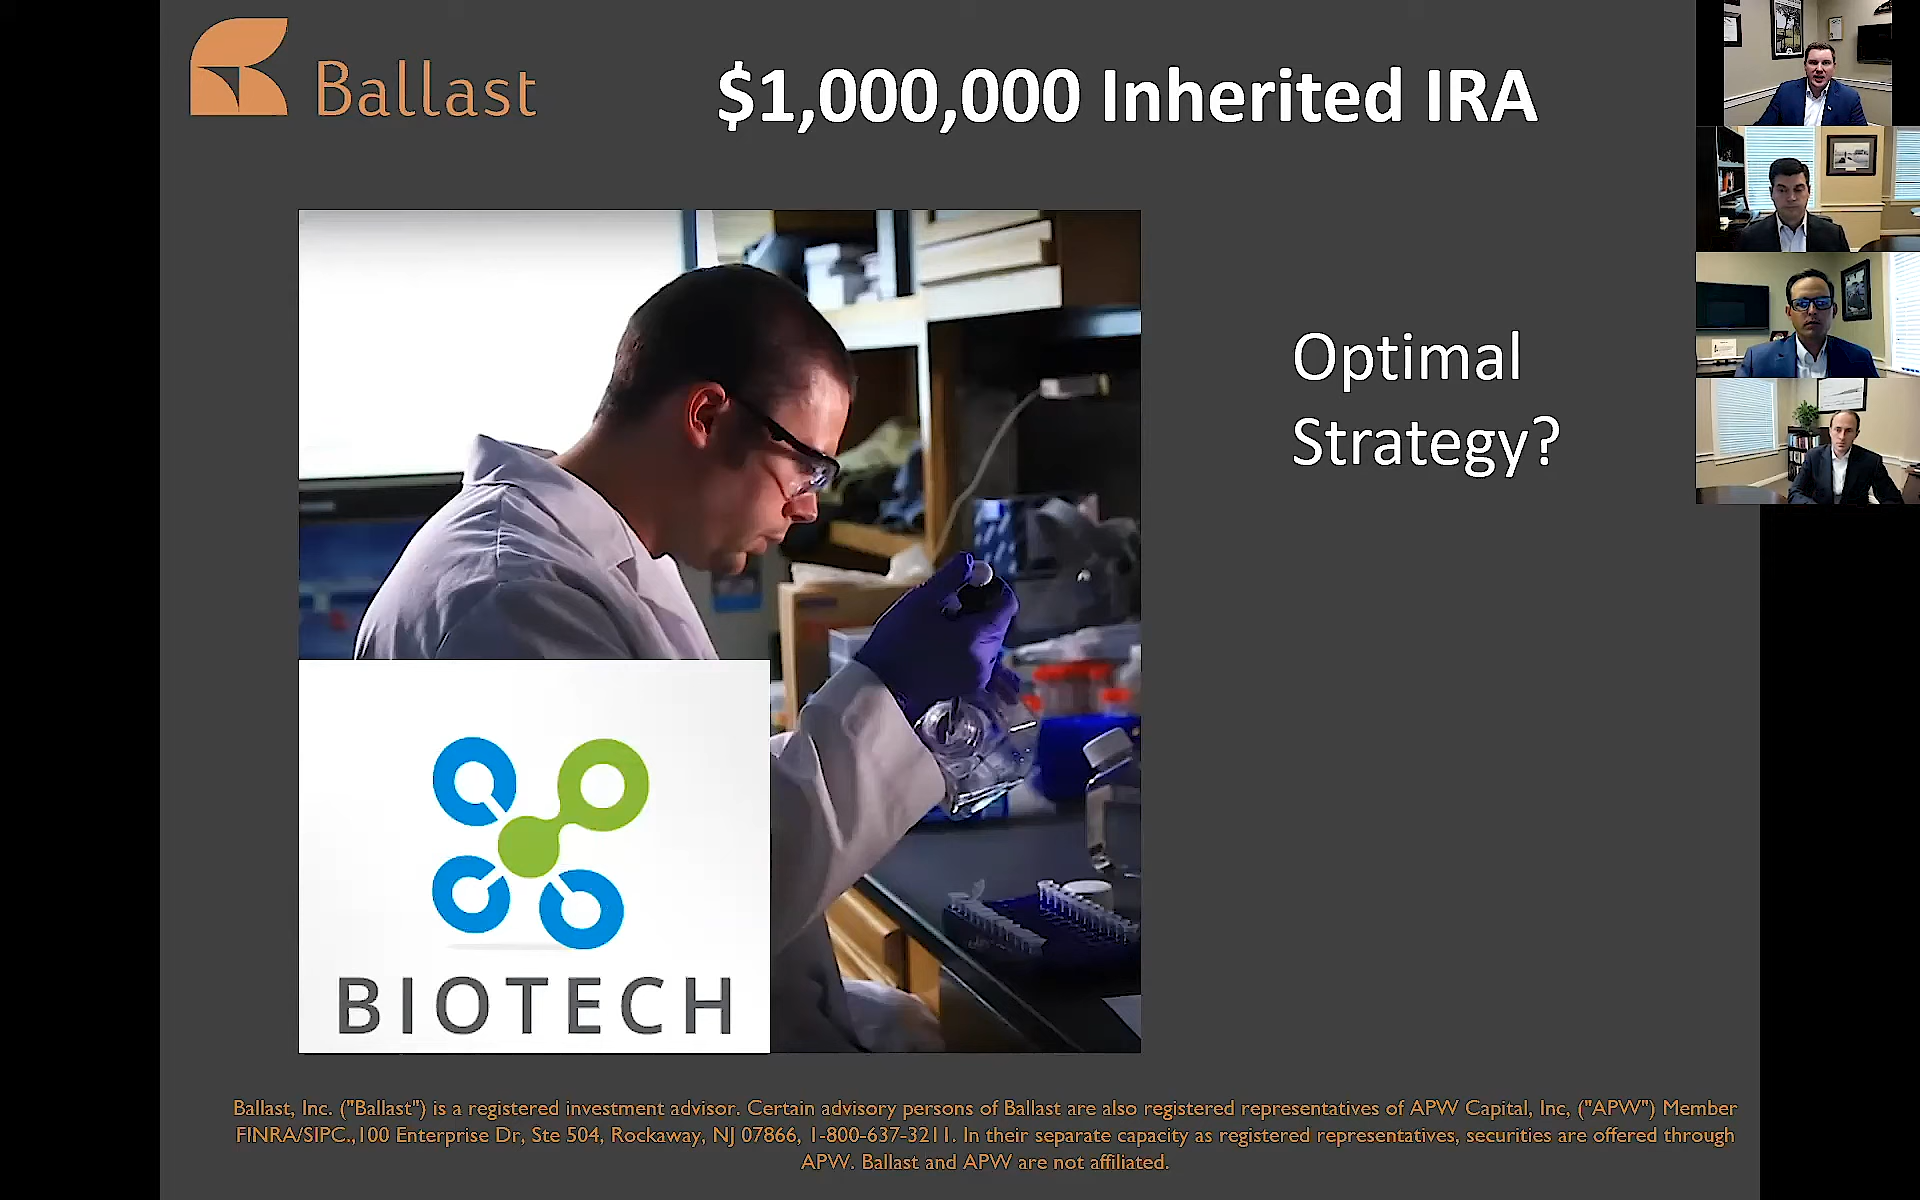 Ballast
$1,000,000 Inherited IRA
Optimal
Strategy?
BIOTECH
Ballast, Inc. ("Ballast") is a registered investment advisor. Certain advisory persons of Ballast are also registered representatives of APW Capital, Inc, ("APW") Member
FINRA/SIPC.,100 Enterprise Dr, Ste 504, Rockaway, NJ 07866, 1-800-637-3211. In their separate capacity as registered representatives, securities are offered through
APW. Ballast and APW are not affiliated.